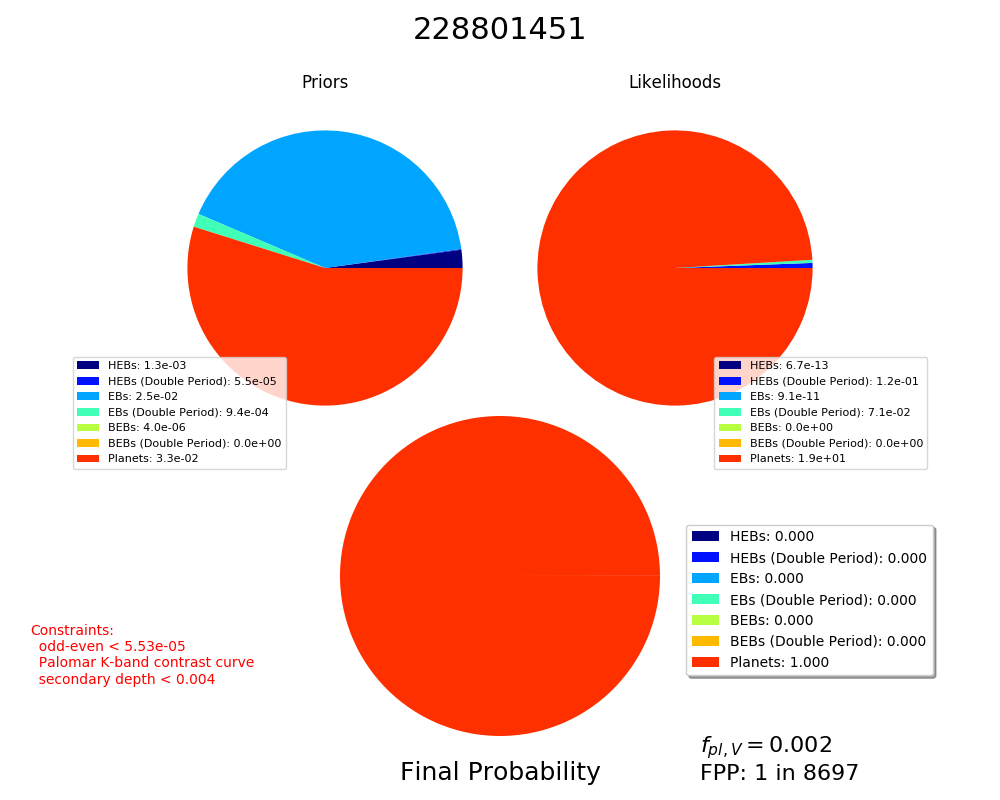 228801451
Priors
Likelihoods
HEBs: 1.3e-03
HEBs (Double Period): 5.5e-05
EBs: 2.5e-02
EBs (Double Period): 9.4e-04
BEBs: 4.0e-06
BEBs (Double Period): 0.0e+00
Planets: 3.3e-02
HEBs: 6.7e-13
HEBs (Double Period): 1.2e-01
EBs: 9.1e-11
EBs (Double Period): 7.1e-02
BEBs: 0.0e+00
BEBs (Double Period): 0.0e+00
Planets: 1.9e+01
HEBs: 0.000
HEBs (Double Period): 0.000
EBs: 0.000
EBs (Double Period): 0.000
BEBs: 0.000
BEBs (Double Period): 0.000
Planets: 1.000
Constraints:
odd-even < 5.53e-05
Palomar K-band contrast curve
secondary depth < 0.004
f_{pl, V} = 0.002
Final Probability
FPP: 1 in 8697